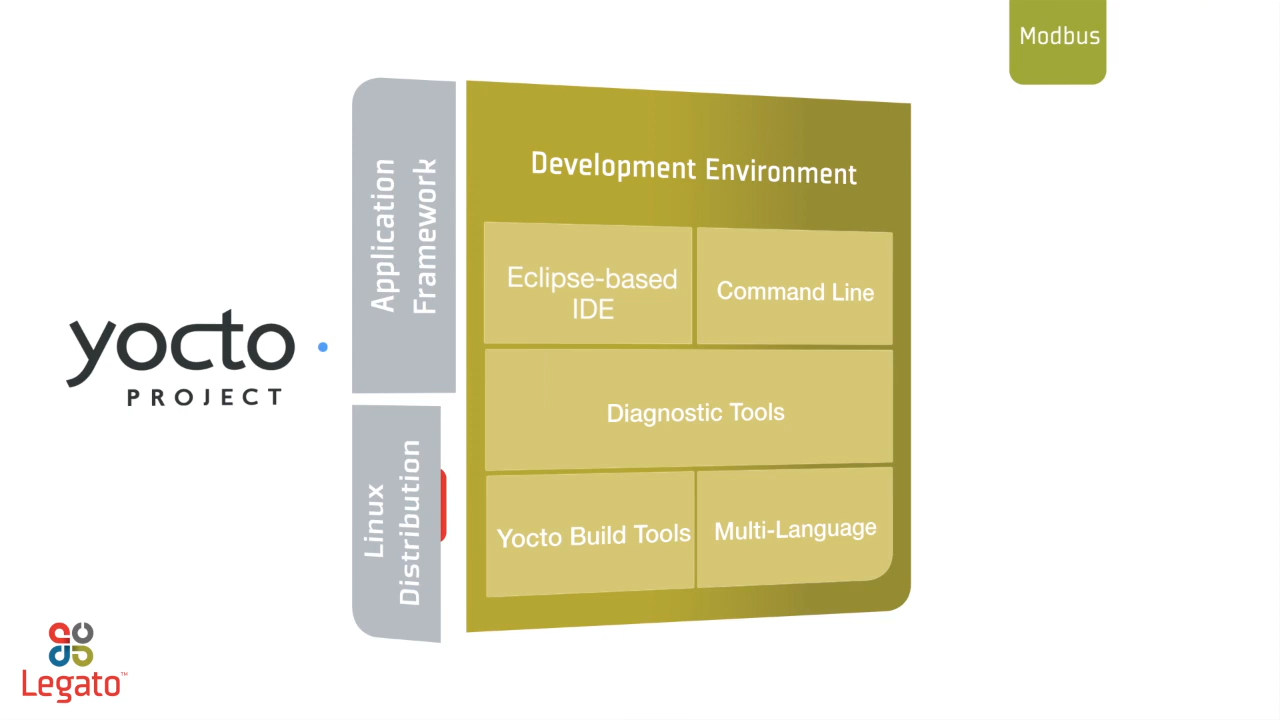 Modbus
Application
Framework
Development Environment
Eclipse-based
IDE
Command Line
Diagnostic Tools
Yocto Build Tools
Multi-Language
Linux
Distribution
yocto
PROJECT
Legato™